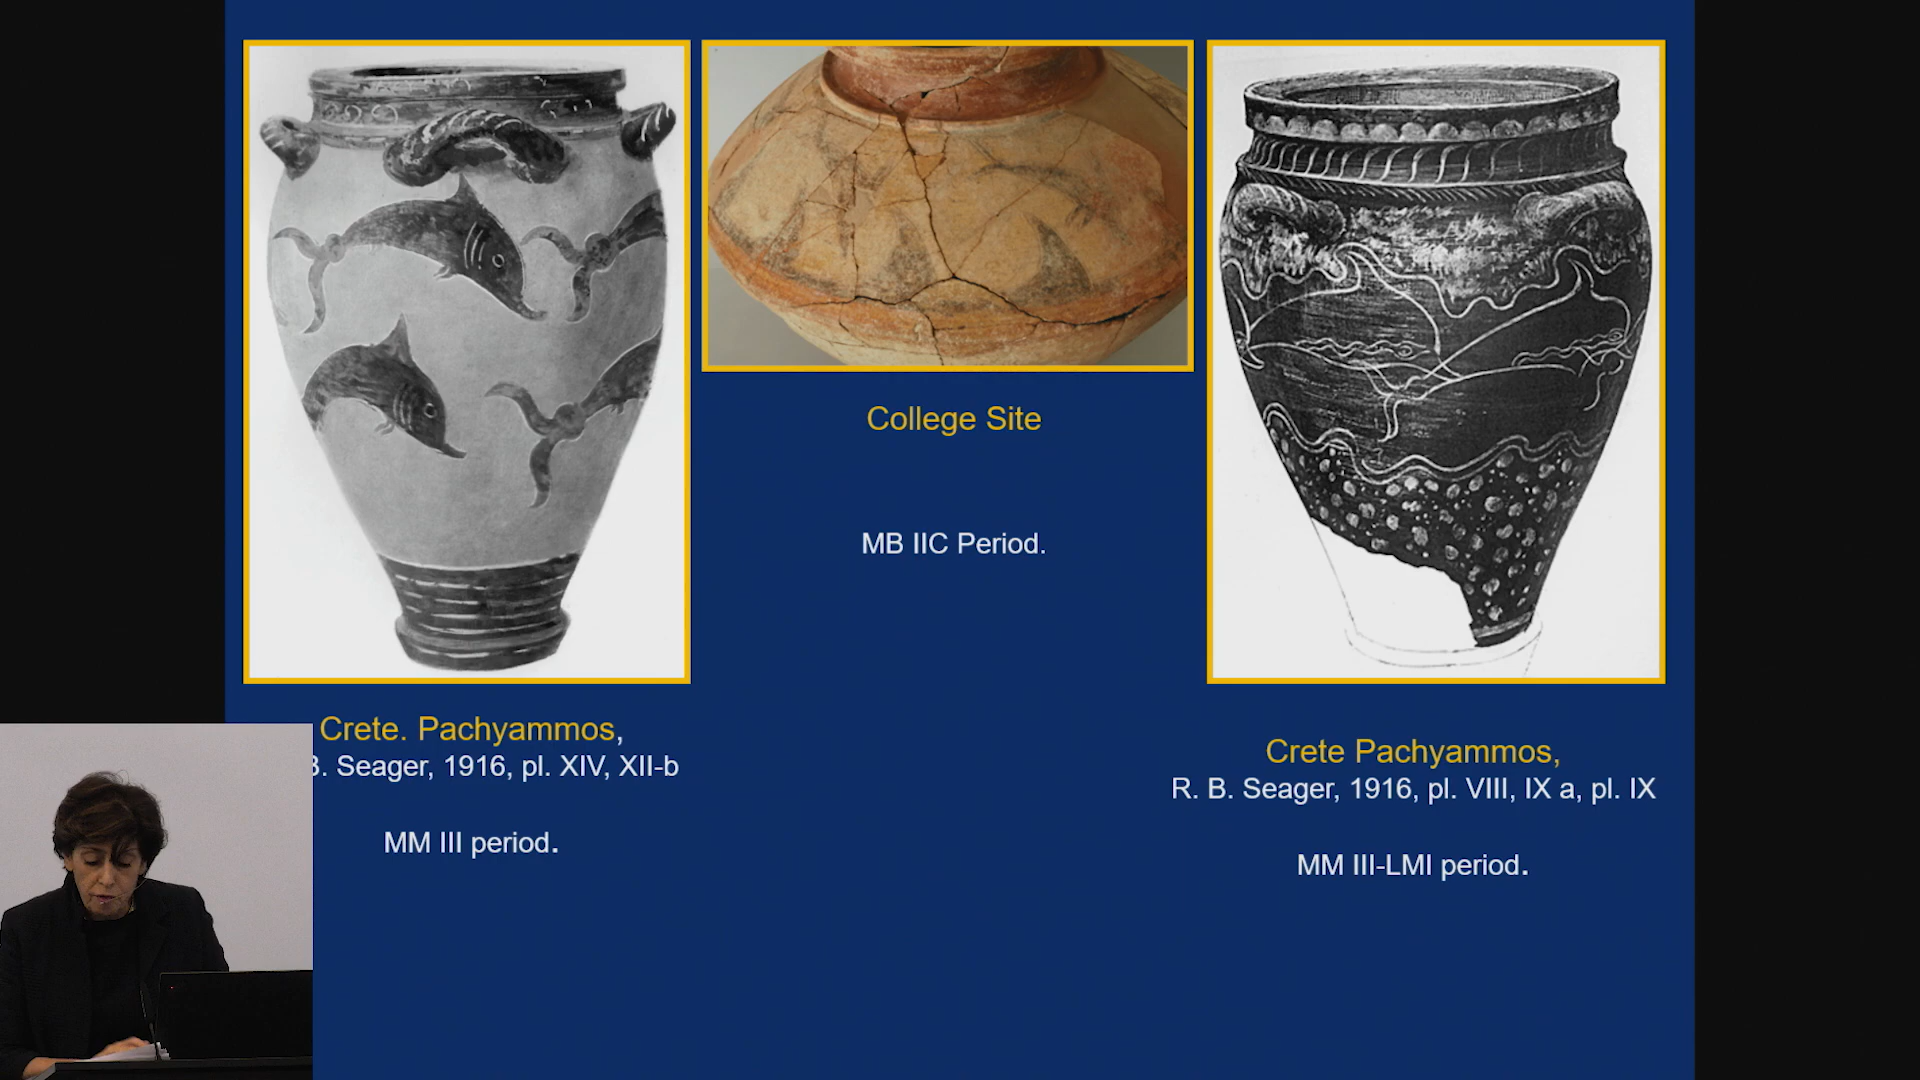 College Site
MB IIC Period.
Crete. Pachyammos,
B. Seager, 1916, pl. XIV, XII-b
MM III period.
Crete Pachyammos,
R. B. Seager, 1916, pl. VIII, IX a, pl. IX
MM III-LMI period.